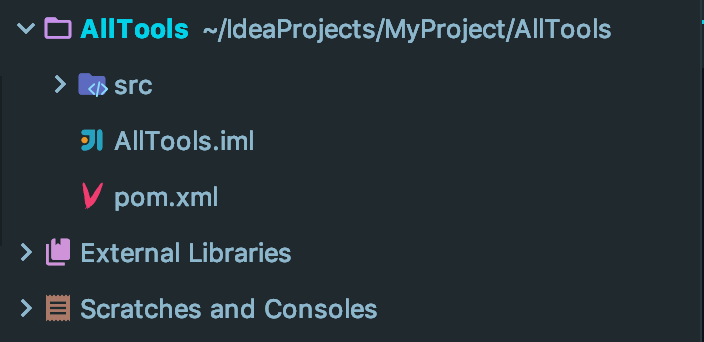 AllTools ~/IdeaProjects/MyProject/AllTools
src
AllTools.iml
pom.xml
External Libraries
Scratches and Consoles